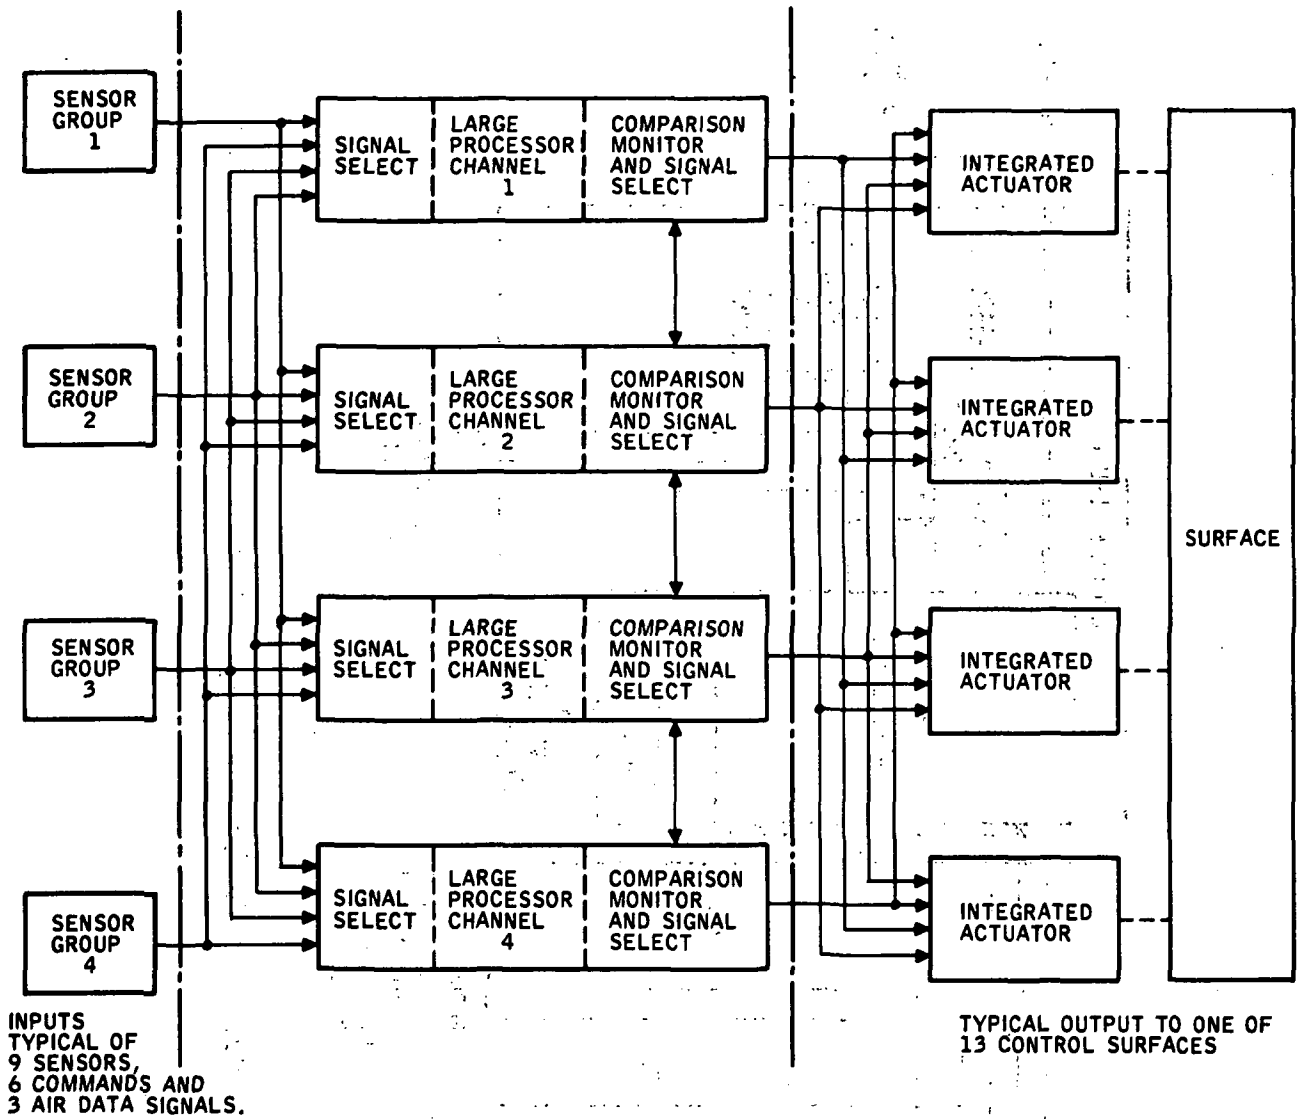 SENSOR
GROUP
1
SIGNAL
SELECT
LARGE
PROCESSOR
CHANNEL
1
COMPARISON
MONITOR
AND SIGNAL
SELECT
INTEGRATED
ACTUATOR
SENSOR
GROUP
2
SIGNAL
SELECT
LARGE
PROCESSOR
CHANNEL
2
COMPARISON
MONITOR
AND SIGNAL
SELECT
INTEGRATED
ACTUATOR
SURFACE
SENSOR
GROUP
3
SIGNAL
SELECT
LARGE
PROCESSOR
CHANNEL
3
COMPARISON
MONITOR
AND SIGNAL
SELECT
INTEGRATED
ACTUATOR
SENSOR
GROUP
4
SIGNAL
SELECT
LARGE
PROCESSOR
CHANNEL
4
COMPARISON
MONITOR
AND SIGNAL
SELECT
INTEGRATED
ACTUATOR
INPUTS
TYPICAL OF
9 SENSORS,
6 COMMANDS AND
3 AIR DATA SIGNALS.
TYPICAL OUTPUT TO ONE OF
13 CONTROL SURFACES